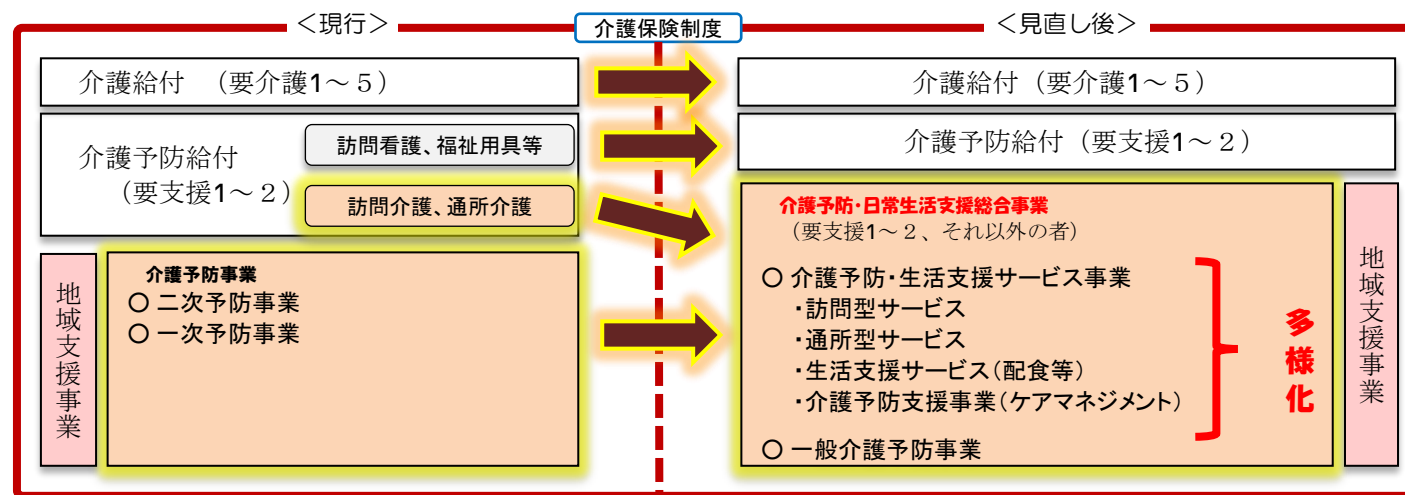 ＜現行＞
介護保険制度
＜見直し後＞
介護給付　（要介護1～５）
介護予防給付
（要支援1～２）
訪問看護、福祉用具等
訪問介護、通所介護
地域支援事業
介護予防事業
〇 二次予防事業
〇 一次予防事業
介護給付（要介護1～５）
介護予防給付（要支援1～２）
介護予防・日常生活支援総合事業
（要支援1～２、それ以外の者）
〇 介護予防・生活支援サービス事業
・訪問型サービス
・通所型サービス
・生活支援サービス（配食等）
・介護予防支援事業（ケアマネジメント）
〇 一般介護予防事業
多様化
地域支援事業